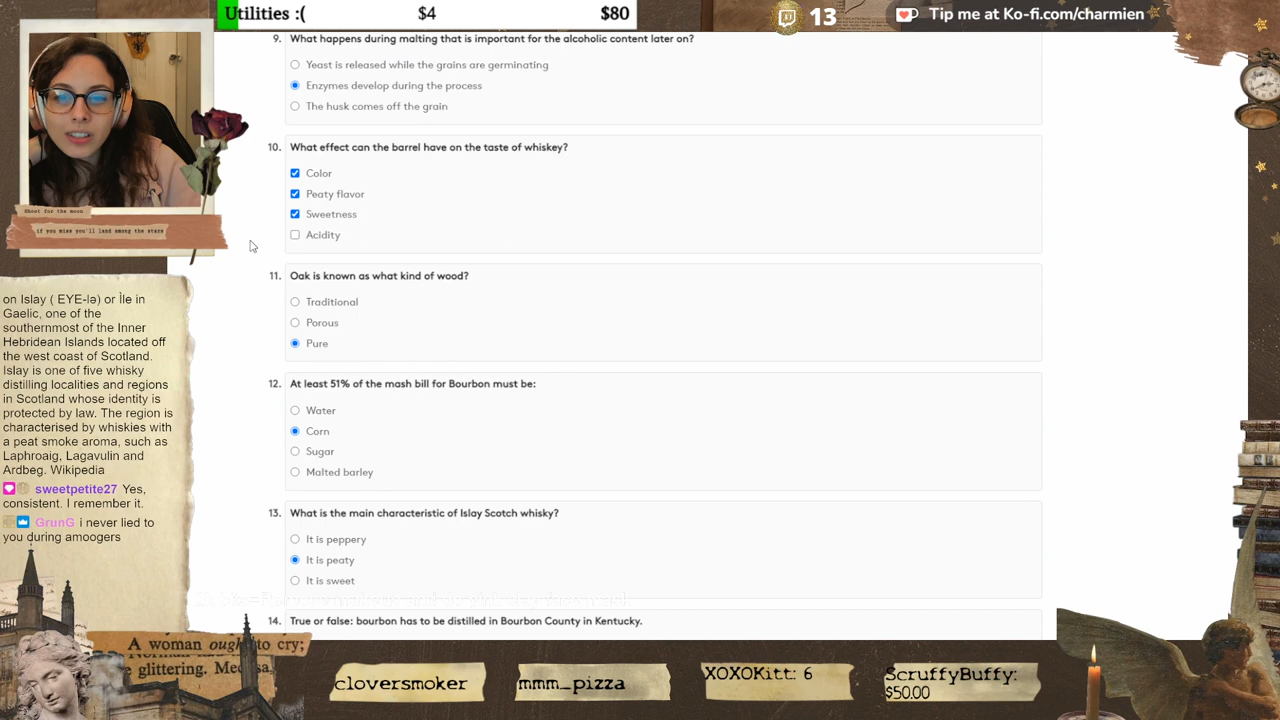 Utilities :( $4 $80
13
Tip me at Ko-fi.com/charmien
9. What happens during malting that is important for the alcoholic content later on?
Yeast is released while the grains are germinating
Enzymes develop during the process
The husk comes off the grain
10. What effect can the barrel have on the taste of whiskey?
Color
Peaty flavor
Sweetness
Acidity
11. Oak is known as what kind of wood?
Traditional
Porous
Pure
12. At least 51% of the mash bill for Bourbon must be:
Water
Corn
Sugar
Malted barley
13. What is the main characteristic of Islay Scotch whisky?
It is peppery
It is peaty
It is sweet
14. True or false: bourbon has to be distilled in Bourbon County in Kentucky.
Shoot for the moon
if you miss you'll land among the stars
on Islay ( EYE-lə) or Ìle in
Gaelic, one of the
southernmost of the Inner
Hebridean Islands located off
the west coast of Scotland.
Islay is one of five whisky
distilling localities and regions
in Scotland whose identity is
protected by law. The region is
characterised by whiskies with
a peat smoke aroma, such as
Laphroaig, Lagavulin and
Ardbeg. Wikipedia
sweetpetite27 Yes,
consistent. I remember it.
GrunG i never lied to
you during amoogers
A woman ought to cry;
glittering.
cloversmoker
mmm_pizza
XOXOKitt: 6
ScruffyBuffy:
$50.00